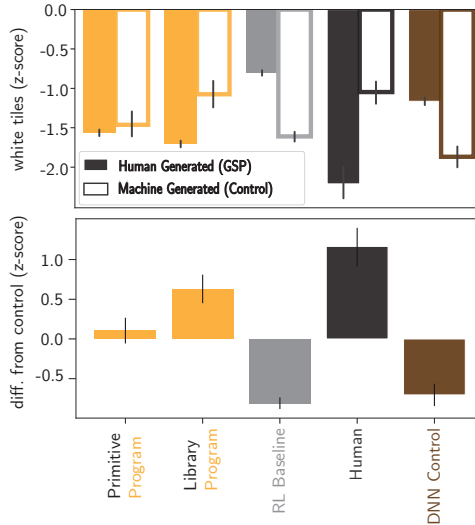 white tiles (z-score)
0.0
-0.5
-1.0
-1.5
-2.0
Human Generated (GSP)
Machine Generated (Control)
diff. from control (z-score)
1.0
0.5
0.0
-0.5
Primitive
Program
Library
Program
RL Baseline
Human
DNN Control